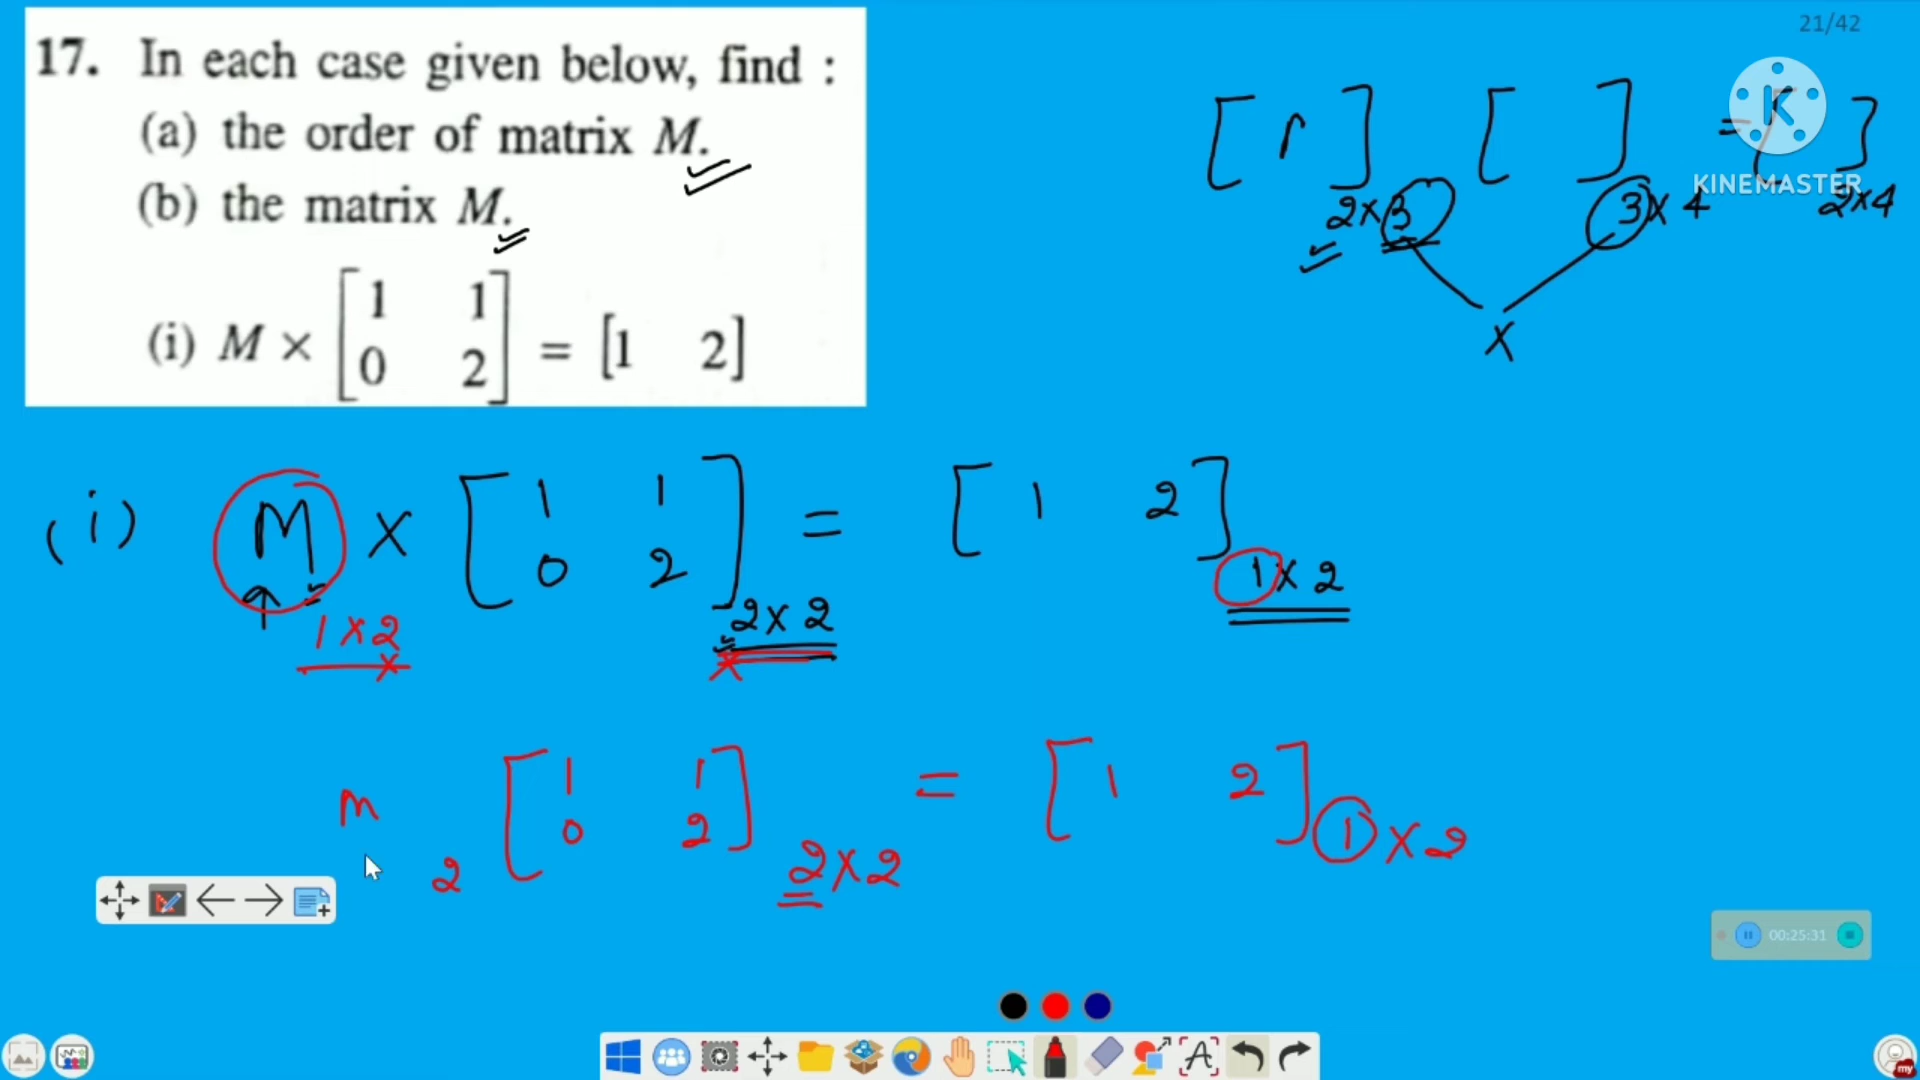 21/42
17. In each case given below, find :
(a) the order of matrix M.
(b) the matrix M.
(i) M × [1 1
0 2] = [1 2]
[ r ] [ ] = [ ]
2×3 3×4 2×4
×
KINEMASTER
(i) M × [1 1
0 2] = [1 2]
1×2 2×2 1×2
m [1 1
0 2] = [1 2]
2 2×2 1×2
00:25:31
my